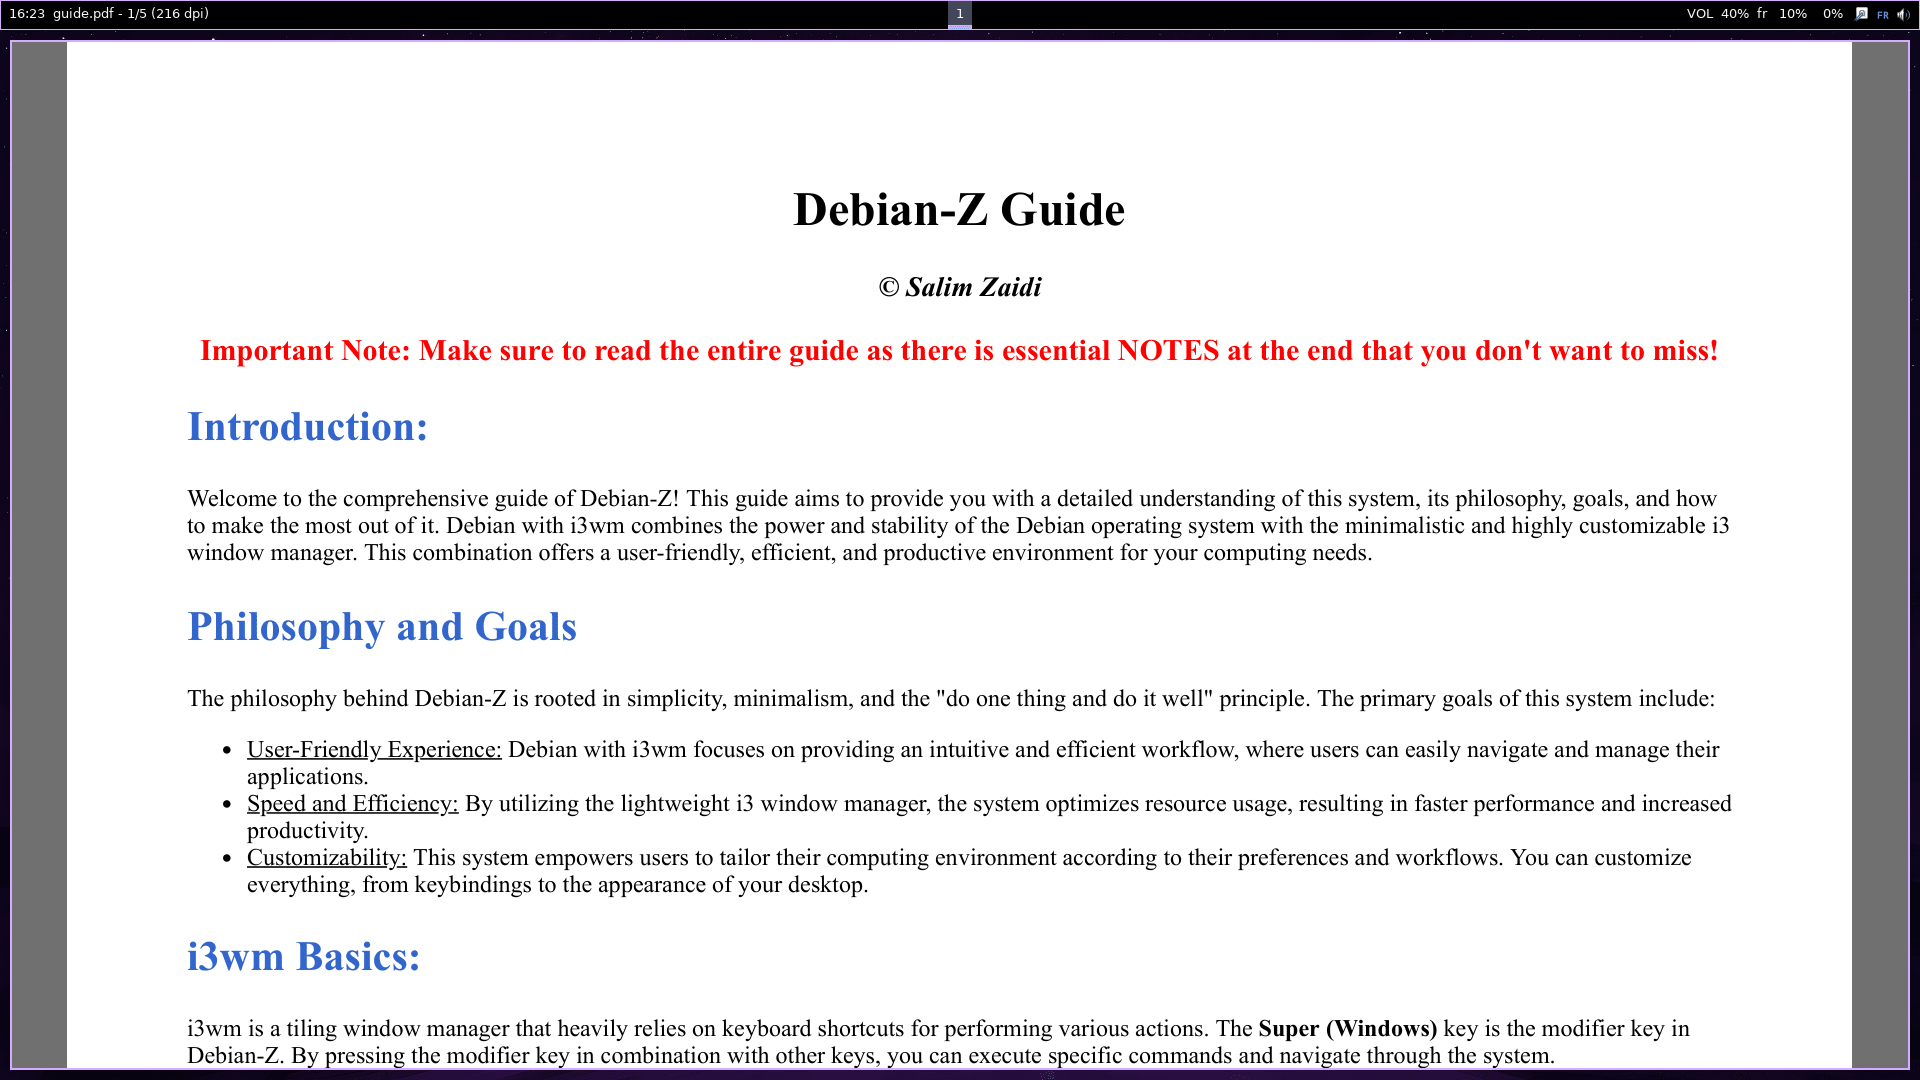 16:23 guide.pdf - 1/5 (216 dpi) 1 VOL 40% fr 10% 0% FR
Debian-Z Guide
© Salim Zaidi
Important Note: Make sure to read the entire guide as there is essential NOTES at the end that you don't want to miss!
Introduction:
Welcome to the comprehensive guide of Debian-Z! This guide aims to provide you with a detailed understanding of this system, its philosophy, goals, and how
to make the most out of it. Debian with i3wm combines the power and stability of the Debian operating system with the minimalistic and highly customizable i3
window manager. This combination offers a user-friendly, efficient, and productive environment for your computing needs.
Philosophy and Goals
The philosophy behind Debian-Z is rooted in simplicity, minimalism, and the "do one thing and do it well" principle. The primary goals of this system include:
• User-Friendly Experience: Debian with i3wm focuses on providing an intuitive and efficient workflow, where users can easily navigate and manage their
applications.
• Speed and Efficiency: By utilizing the lightweight i3 window manager, the system optimizes resource usage, resulting in faster performance and increased
productivity.
• Customizability: This system empowers users to tailor their computing environment according to their preferences and workflows. You can customize
everything, from keybindings to the appearance of your desktop.
i3wm Basics:
i3wm is a tiling window manager that heavily relies on keyboard shortcuts for performing various actions. The Super (Windows) key is the modifier key in
Debian-Z. By pressing the modifier key in combination with other keys, you can execute specific commands and navigate through the system.